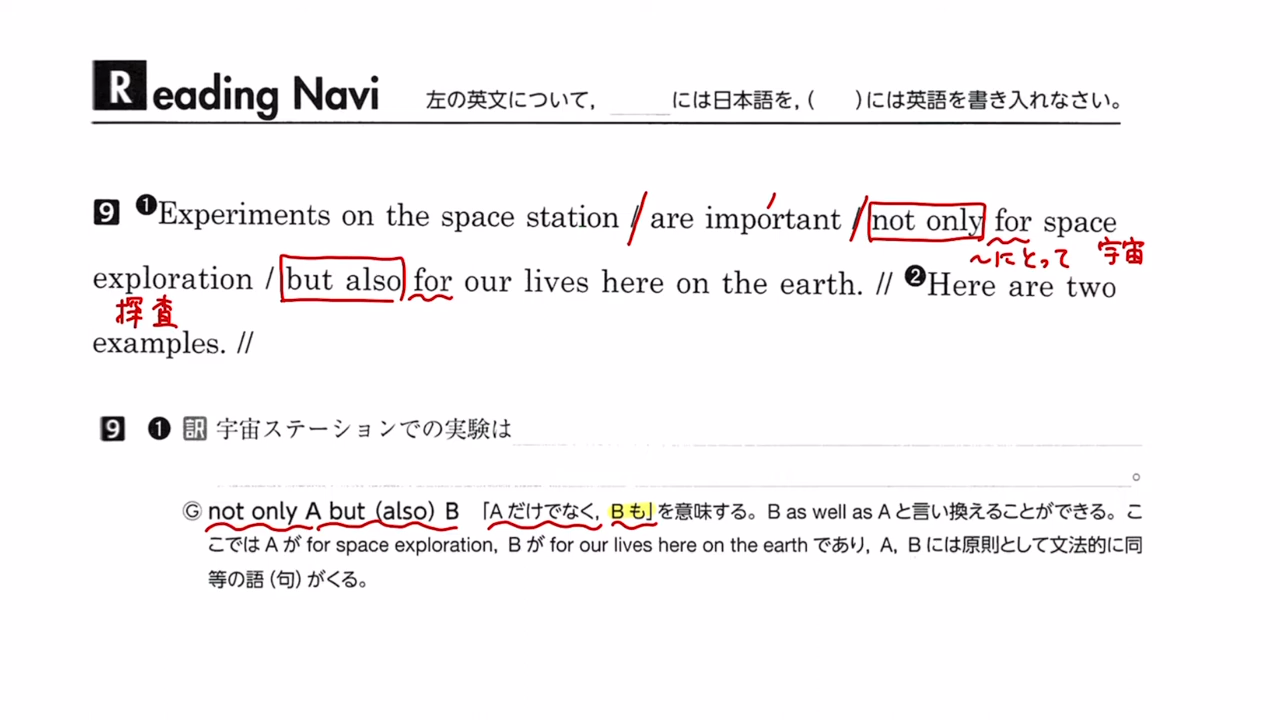 Reading Navi 左の英文について, ＿＿には日本語を, (　)には英語を書き入れなさい。
9 ❶Experiments on the space station / are important / not only for space
〜にとって 宇宙
exploration / but also for our lives here on the earth. // ❷Here are two
探査
examples. //
9 ❶ 訳 宇宙ステーションでの実験は
。
Ⓖ not only A but (also) B 「A だけでなく, B も」を意味する。B as well as A と言い換えることができる。こ
こでは A が for space exploration, B が for our lives here on the earth であり, A, B には原則として文法的に同
等の語（句）がくる。